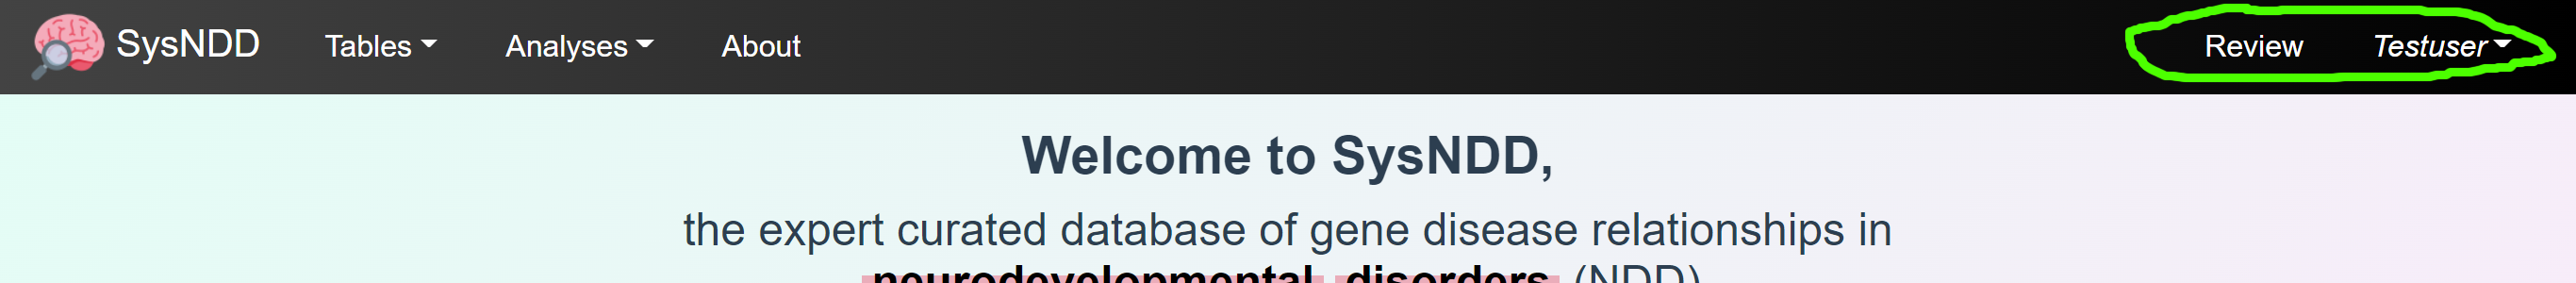 SysNDD Tables Analyses About Review Testuser
Welcome to SysNDD,
the expert curated database of gene disease relationships in
neurodevelopmental disorders (NDD)